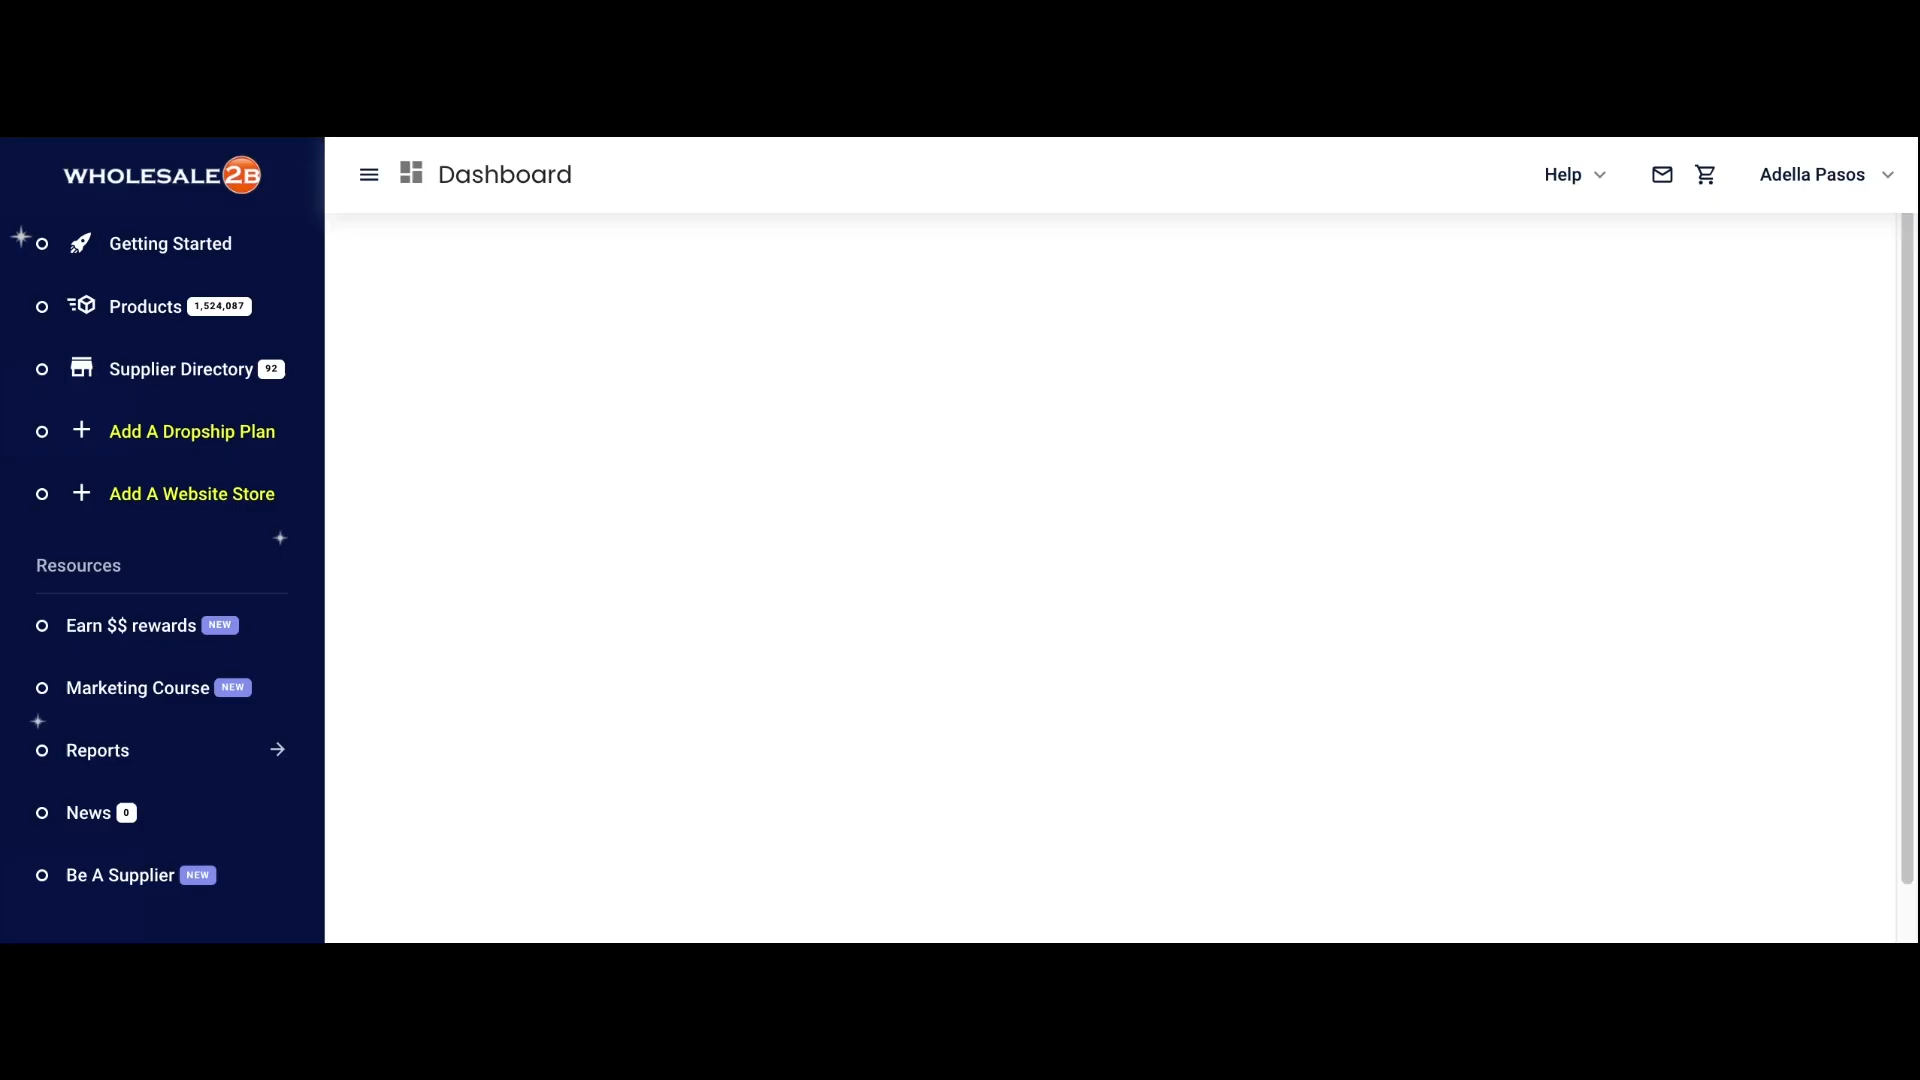 WHOLESALE2B
Dashboard
Help
Adella Pasos
Getting Started
Products 1,524,087
Supplier Directory 92
Add A Dropship Plan
Add A Website Store
Resources
Earn $$ rewards NEW
Marketing Course NEW
Reports
News 0
Be A Supplier NEW